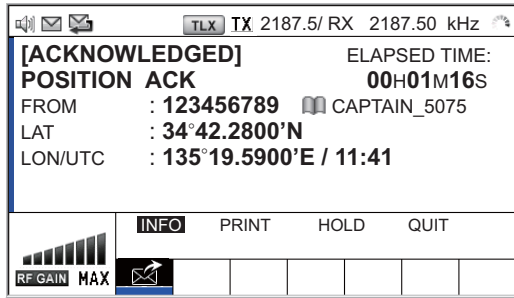 TLX TX 2187.5/ RX 2187.50 kHz
[ACKNOWLEDGED] ELAPSED TIME:
POSITION ACK 00H01M16S
FROM : 123456789 CAPTAIN_5075
LAT : 34°42.2800’N
LON/UTC : 135°19.5900’E / 11:41
INFO PRINT HOLD QUIT
RF GAIN MAX